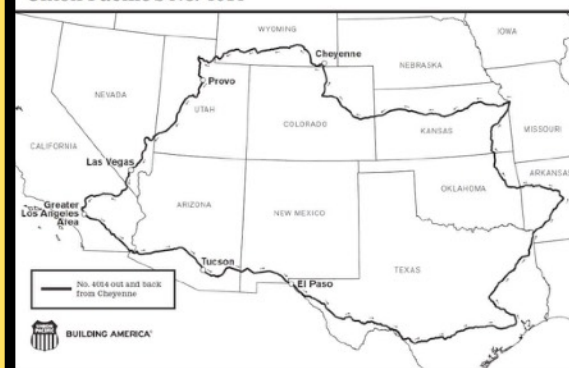 WYOMING
IOWA
Cheyenne
NEBRASKA
Provo
NEVADA
UTAH
COLORADO
KANSAS
MISSOURI
CALIFORNIA
Las Vegas
ARKANSAS
OKLAHOMA
Greater
Los Angeles
Area
ARIZONA
NEW MEXICO
Tucson
TEXAS
El Paso
No. 4014 out and back
from Cheyenne
UNION
PACIFIC
BUILDING AMERICA®